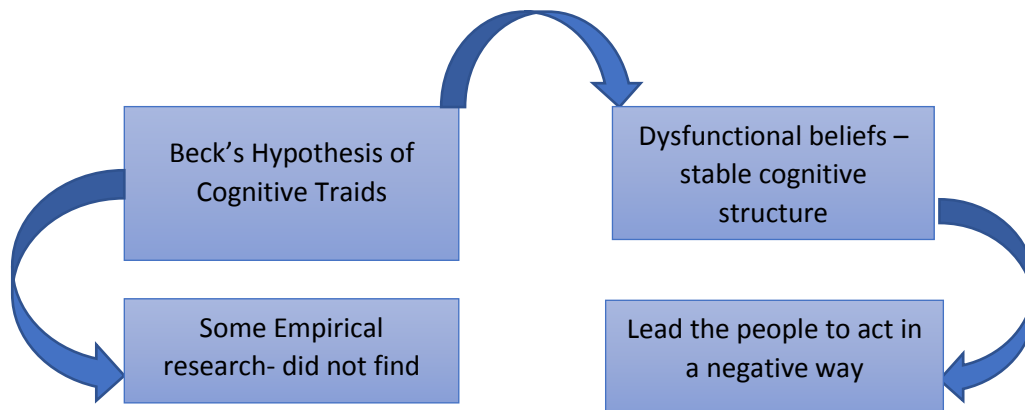 Beck’s Hypothesis of
Cognitive Traids
Dysfunctional beliefs –
stable cognitive
structure
Some Empirical
research- did not find
Lead the people to act in
a negative way